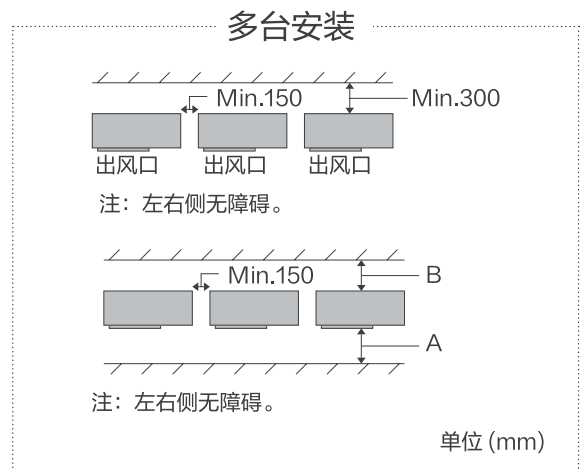 多台安装
Min.150 Min.300
出风口 出风口 出风口
注：左右侧无障碍。
Min.150 B
A
注：左右侧无障碍。
单位 (mm)